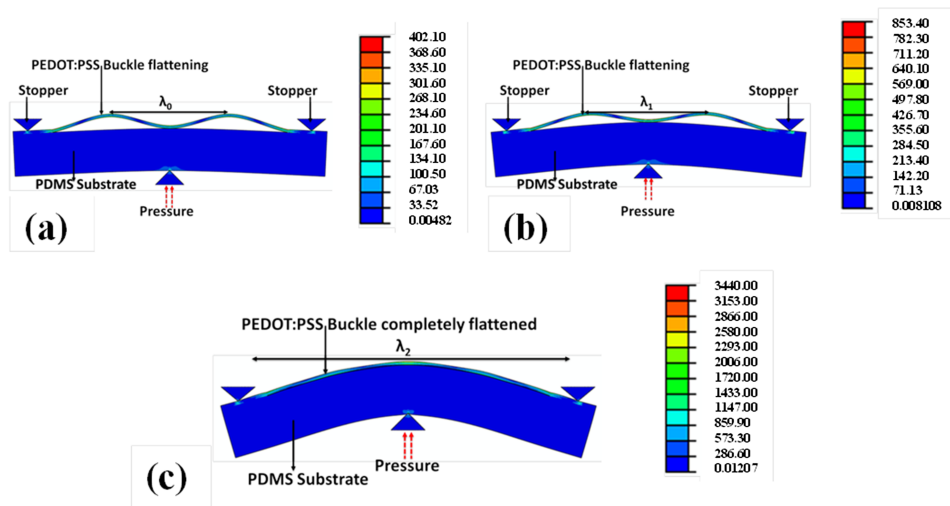 PEDOT:PSS Buckle flattening
Stopper
Stopper
λ0
PDMS Substrate
Pressure
(a)
402.10
368.60
335.10
301.60
268.10
234.60
201.10
167.60
134.10
100.50
67.03
33.52
0.00482
PEDOT:PSS Buckle flattening
Stopper
Stopper
λ1
PDMS Substrate
Pressure
(b)
853.40
782.30
711.20
640.10
569.00
497.80
426.70
355.60
284.50
213.40
142.20
71.13
0.008108
PEDOT:PSS Buckle completely flattened
λ2
Pressure
PDMS Substrate
(c)
3440.00
3153.00
2866.00
2580.00
2293.00
2006.00
1720.00
1433.00
1147.00
859.90
573.30
286.60
0.01207